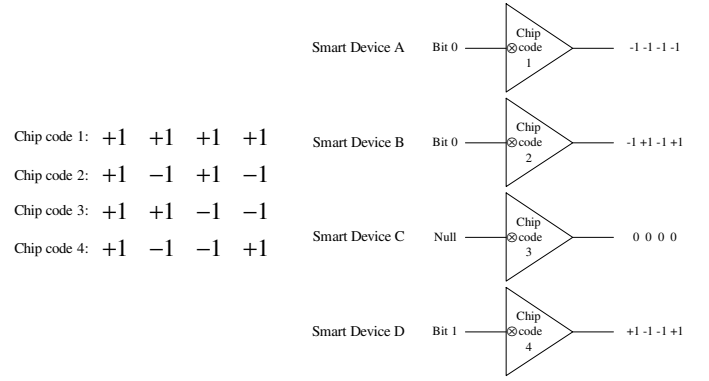 Chip code 1: +1 +1 +1 +1
Chip code 2: +1 −1 +1 −1
Chip code 3: +1 +1 −1 −1
Chip code 4: +1 −1 −1 +1
Smart Device A Bit 0 ⊗ Chip code 1 -1 -1 -1 -1
Smart Device B Bit 0 ⊗ Chip code 2 -1 +1 -1 +1
Smart Device C Null ⊗ Chip code 3 0 0 0 0
Smart Device D Bit 1 ⊗ Chip code 4 +1 -1 -1 +1